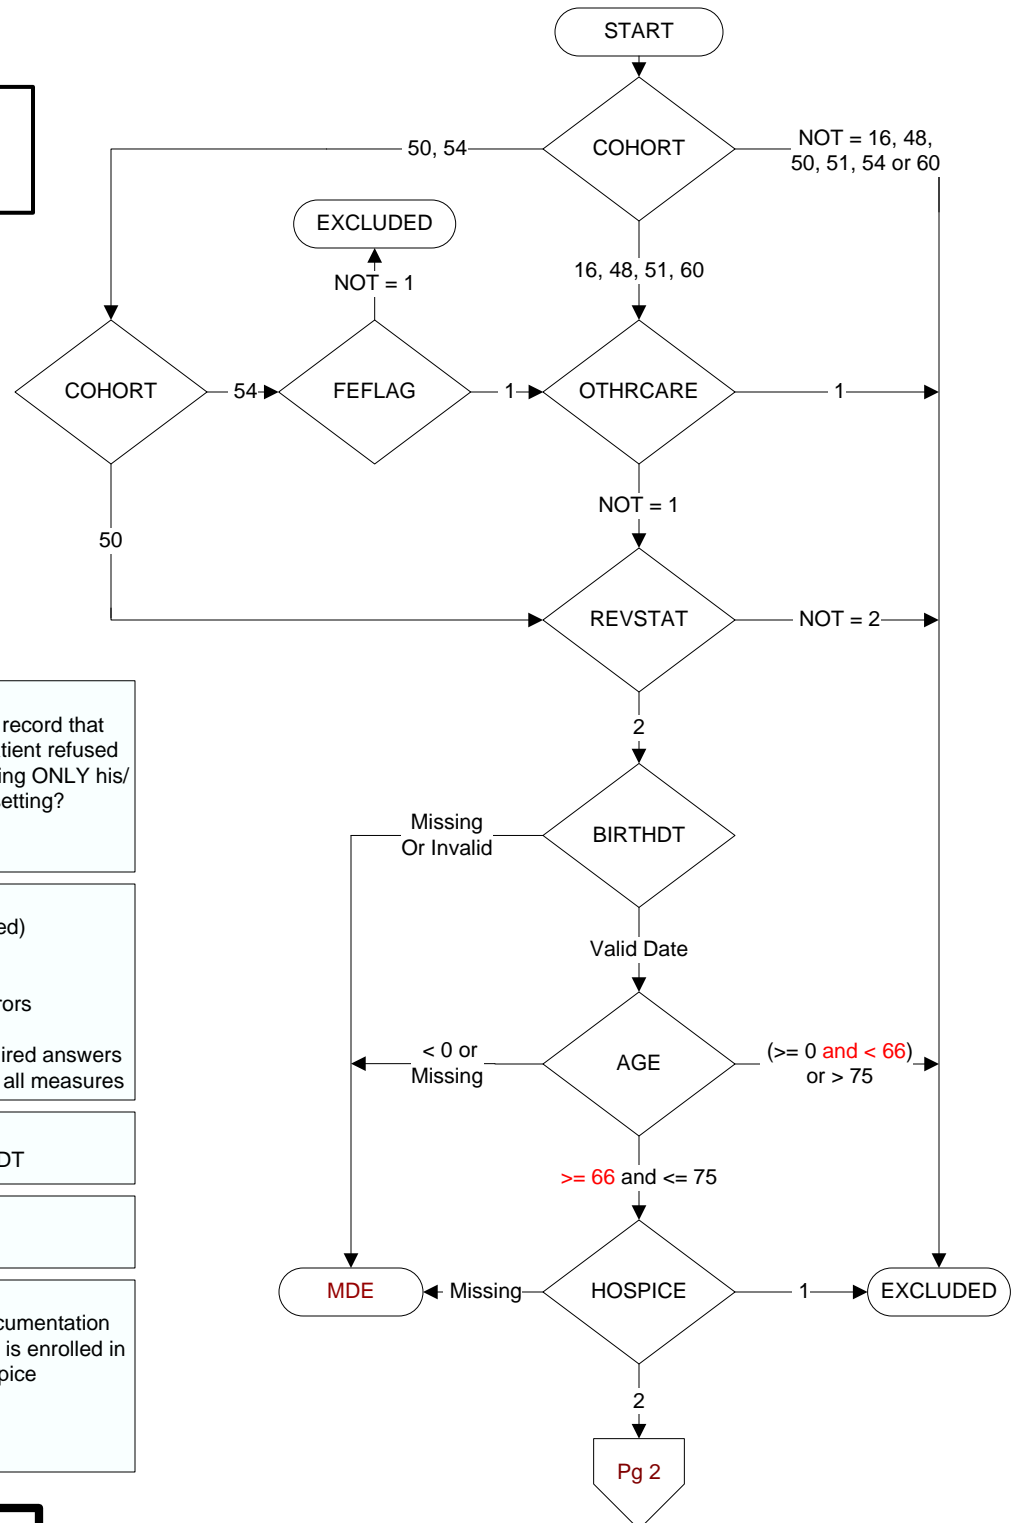 START
COHORT
50, 54
NOT = 16, 48,
50, 51, 54 or 60
EXCLUDED
NOT = 1
16, 48, 51, 60
COHORT
54
FEFLAG
1
OTHRCARE
1
NOT = 1
50
REVSTAT
NOT = 2
2
record that
tient refused
ing ONLY his/
etting?
Missing
Or Invalid
BIRTHDT
ed)
rors
ired answers
all measures
Valid Date
< 0 or
Missing
AGE
(>= 0 and < 66)
or > 75
DT
>= 66 and <= 75
MDE
Missing
HOSPICE
1
EXCLUDED
cumentation
is enrolled in
pice
2
Pg 2